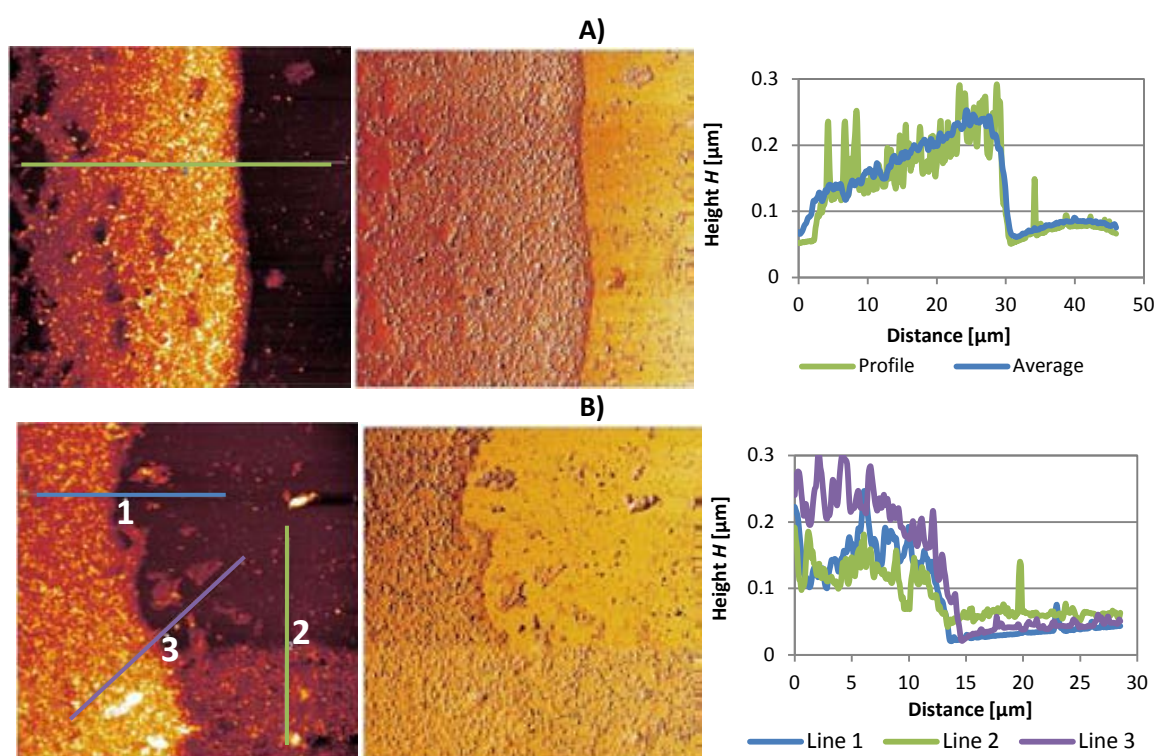 A)
0.3
0.2
0.1
0
Height H [µm]
0 10 20 30 40 50
Distance [µm]
Profile Average
B)
1
2
3
0.3
0.2
0.1
0
Height H [µm]
0 5 10 15 20 25 30
Distance [µm]
Line 1 Line 2 Line 3